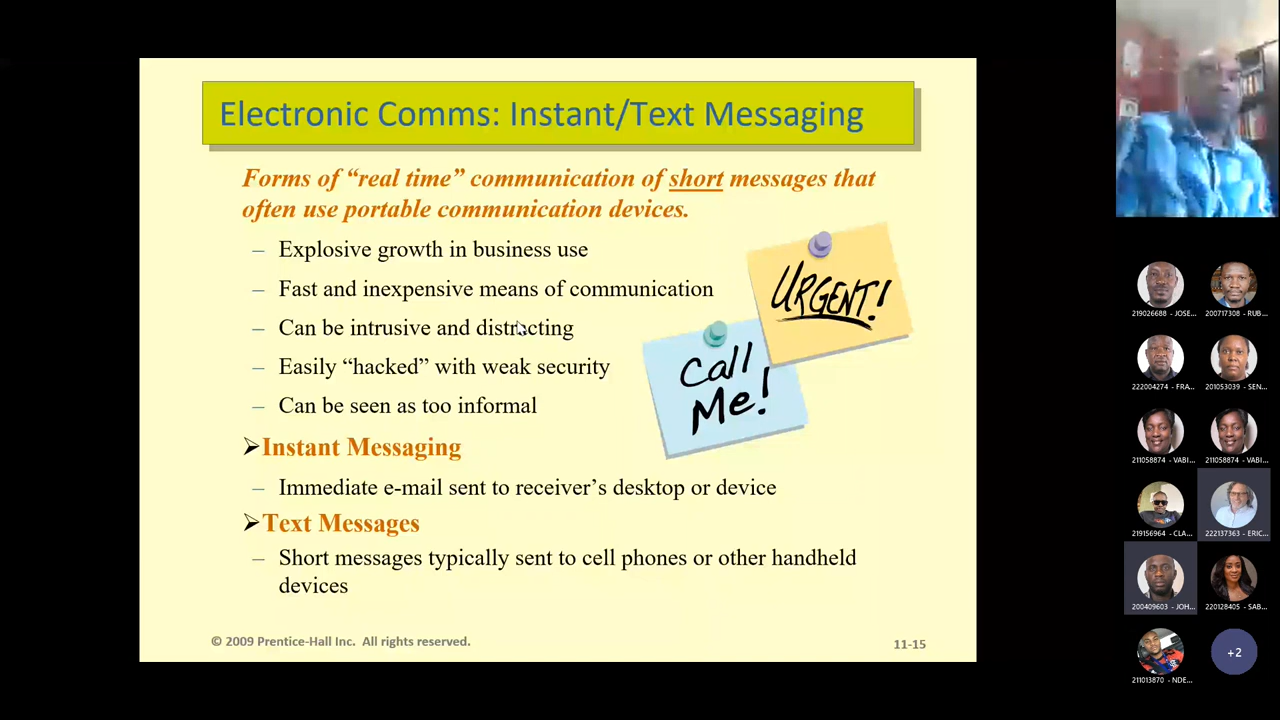 Electronic Comms: Instant/Text Messaging
Forms of “real time” communication of short messages that
often use portable communication devices.
– Explosive growth in business use
– Fast and inexpensive means of communication
– Can be intrusive and distracting
– Easily “hacked” with weak security
– Can be seen as too informal
URGENT!
Call
Me!
➢Instant Messaging
– Immediate e-mail sent to receiver’s desktop or device
➢Text Messages
– Short messages typically sent to cell phones or other handheld
devices
© 2009 Prentice-Hall Inc. All rights reserved.
11-15
219026688 - JOSE...
200717308 - RUB...
222004274 - FRA...
201053039 - SEN...
211058874 - VABI...
211058874 - VABI...
219156964 - CLA...
222137363 - ERIC...
200409603 - JOH...
220128405 - SAB...
211013870 - NDE...
+2